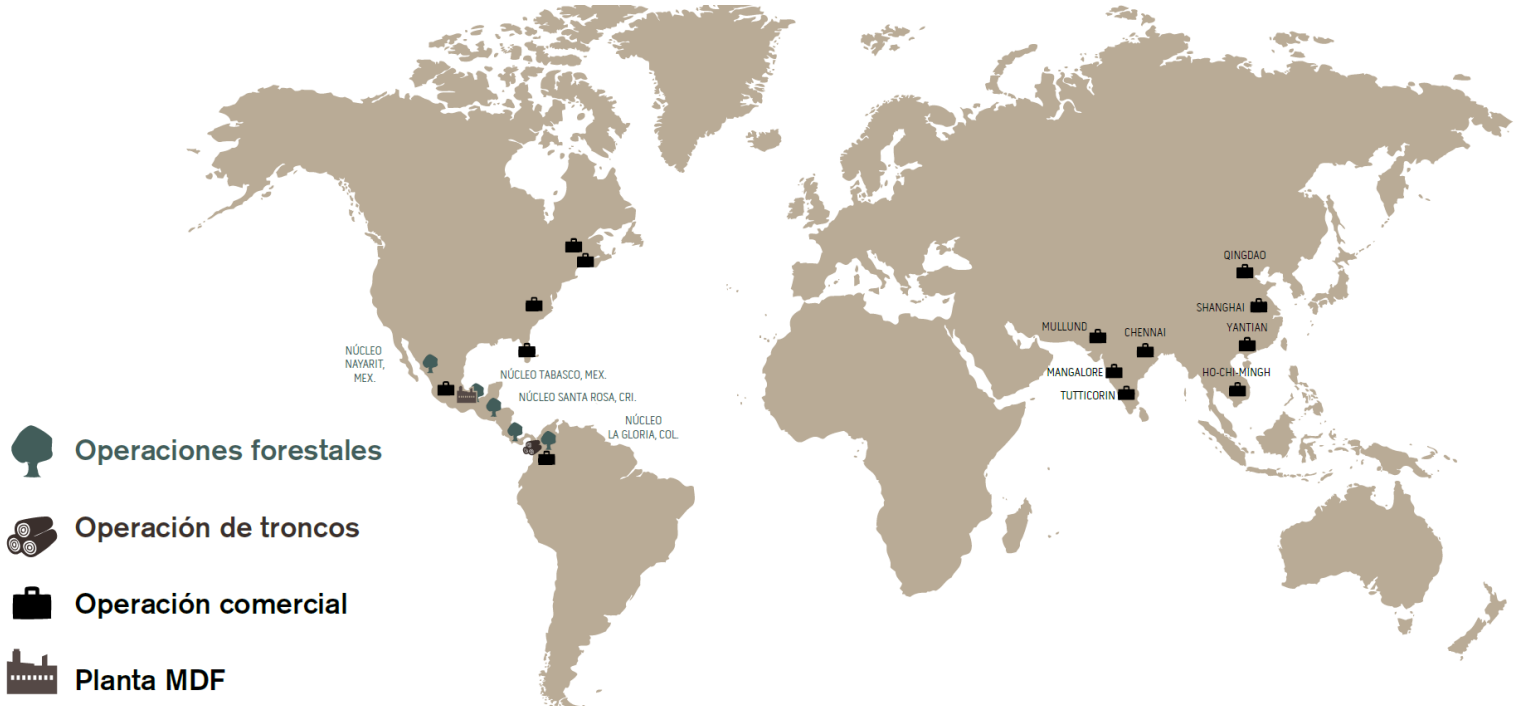 QINGDAO
SHANGHAI
MULLUND
CHENNAI
YANTIAN
NÚCLEO
NAYARIT,
MEX.
NÚCLEO TABASCO, MEX.
MANGALORE
HO-CHI-MINGH
NÚCLEO SANTA ROSA, CRI.
TUTTICORIN
NÚCLEO
LA GLORIA, COL.
Operaciones forestales
Operación de troncos
Operación comercial
Planta MDF